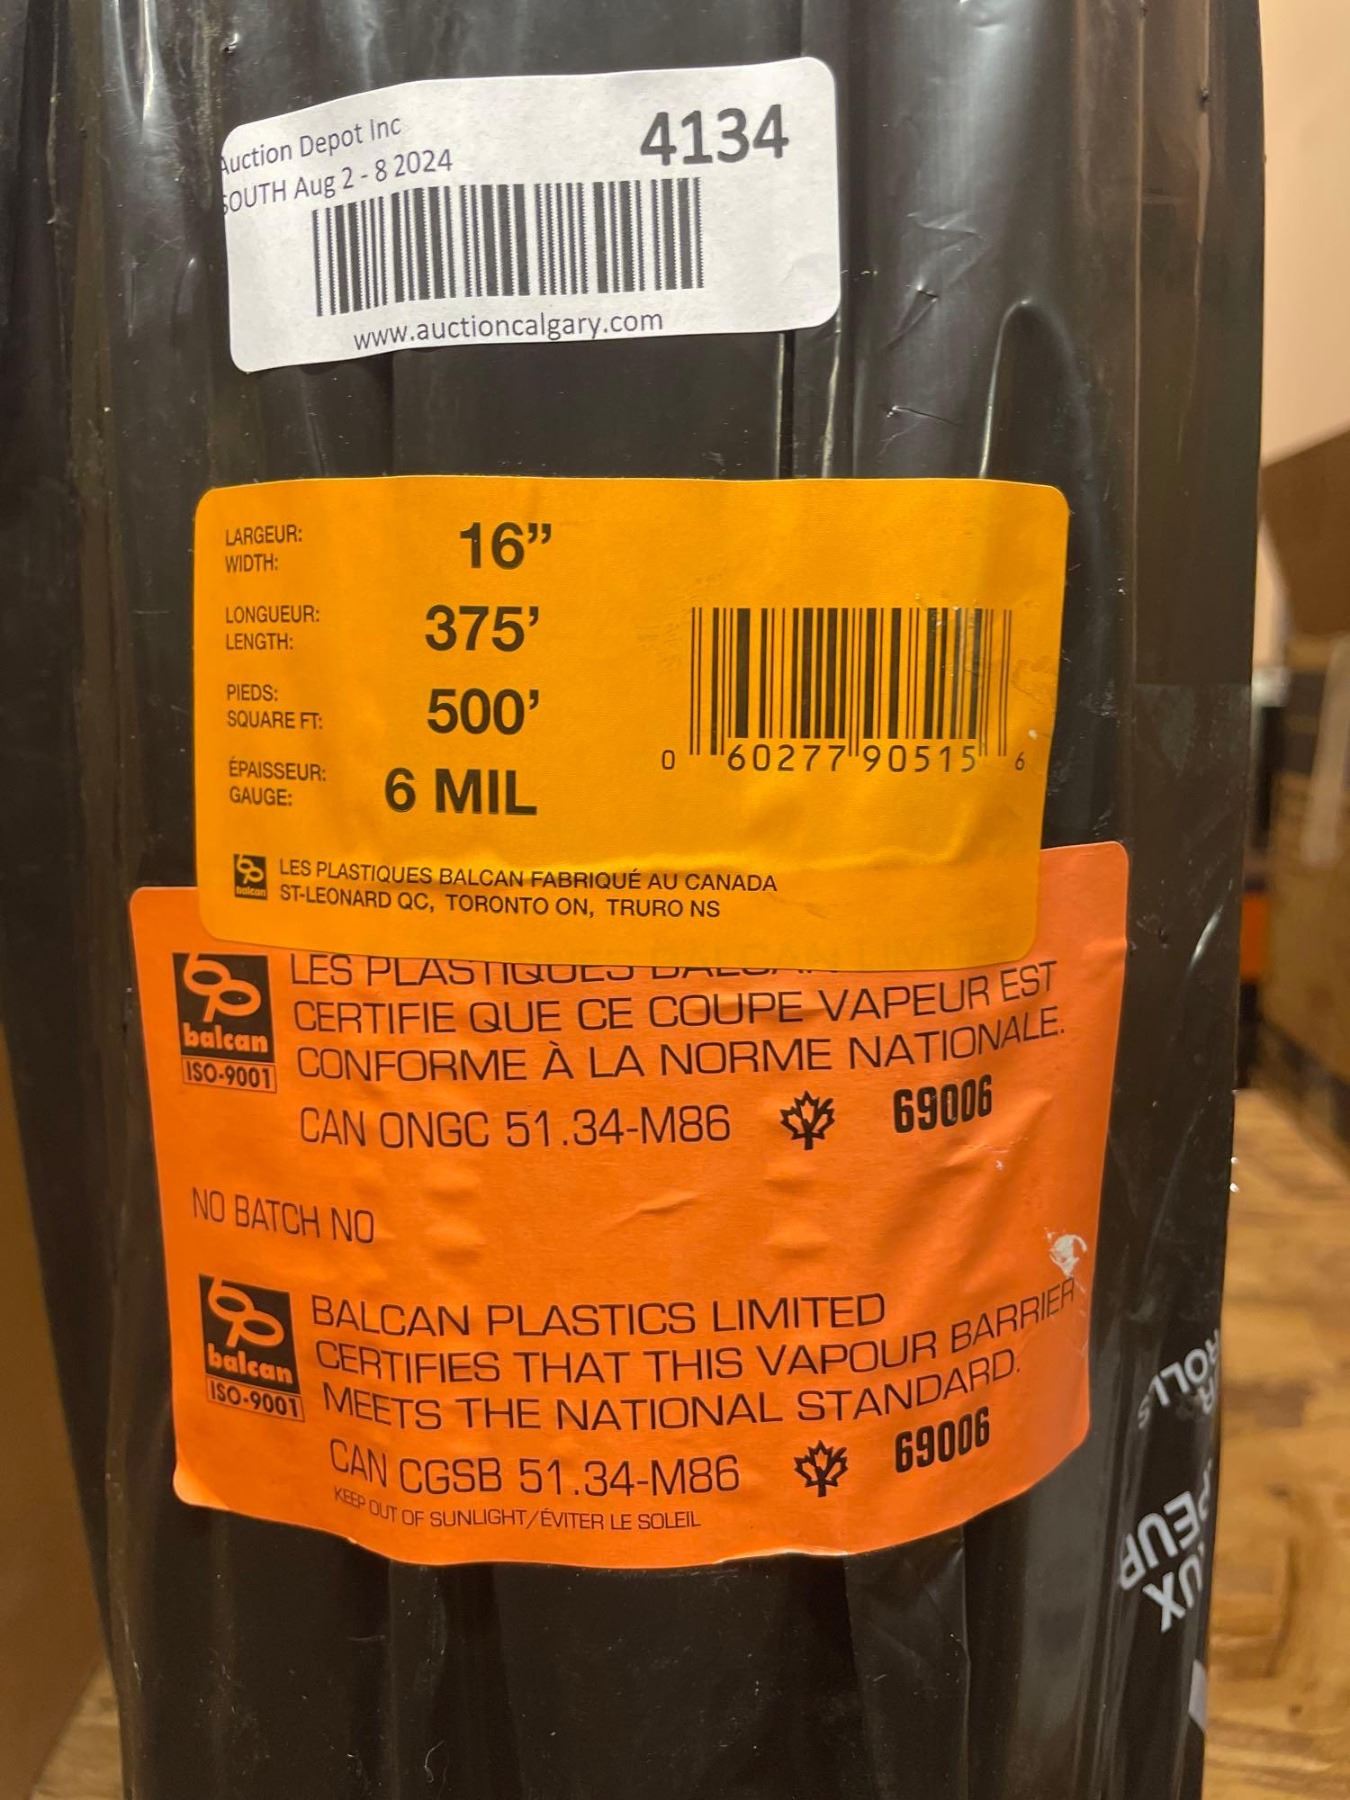 Auction Depot Inc
SOUTH Aug 2 - 8 2024
4134
www.auctioncalgary.com
LARGEUR:
WIDTH:
16”
LONGUEUR:
LENGTH:
375’
PIEDS:
SQUARE FT:
500’
ÉPAISSEUR:
GAUGE:
6 MIL
0 60277 90515 6
balcan
LES PLASTIQUES BALCAN FABRIQUÉ AU CANADA
ST-LEONARD QC, TORONTO ON, TRURO NS
balcan
ISO-9001
LES PLASTIQUES BALCAN
CERTIFIE QUE CE COUPE VAPEUR EST
CONFORME À LA NORME NATIONALE.
CAN ONGC 51.34-M86
69006
NO BATCH NO
balcan
ISO-9001
BALCAN PLASTICS LIMITED
CERTIFIES THAT THIS VAPOUR BARRIER
MEETS THE NATIONAL STANDARD.
CAN CGSB 51.34-M86
69006
KEEP OUT OF SUNLIGHT/ÉVITER LE SOLEIL